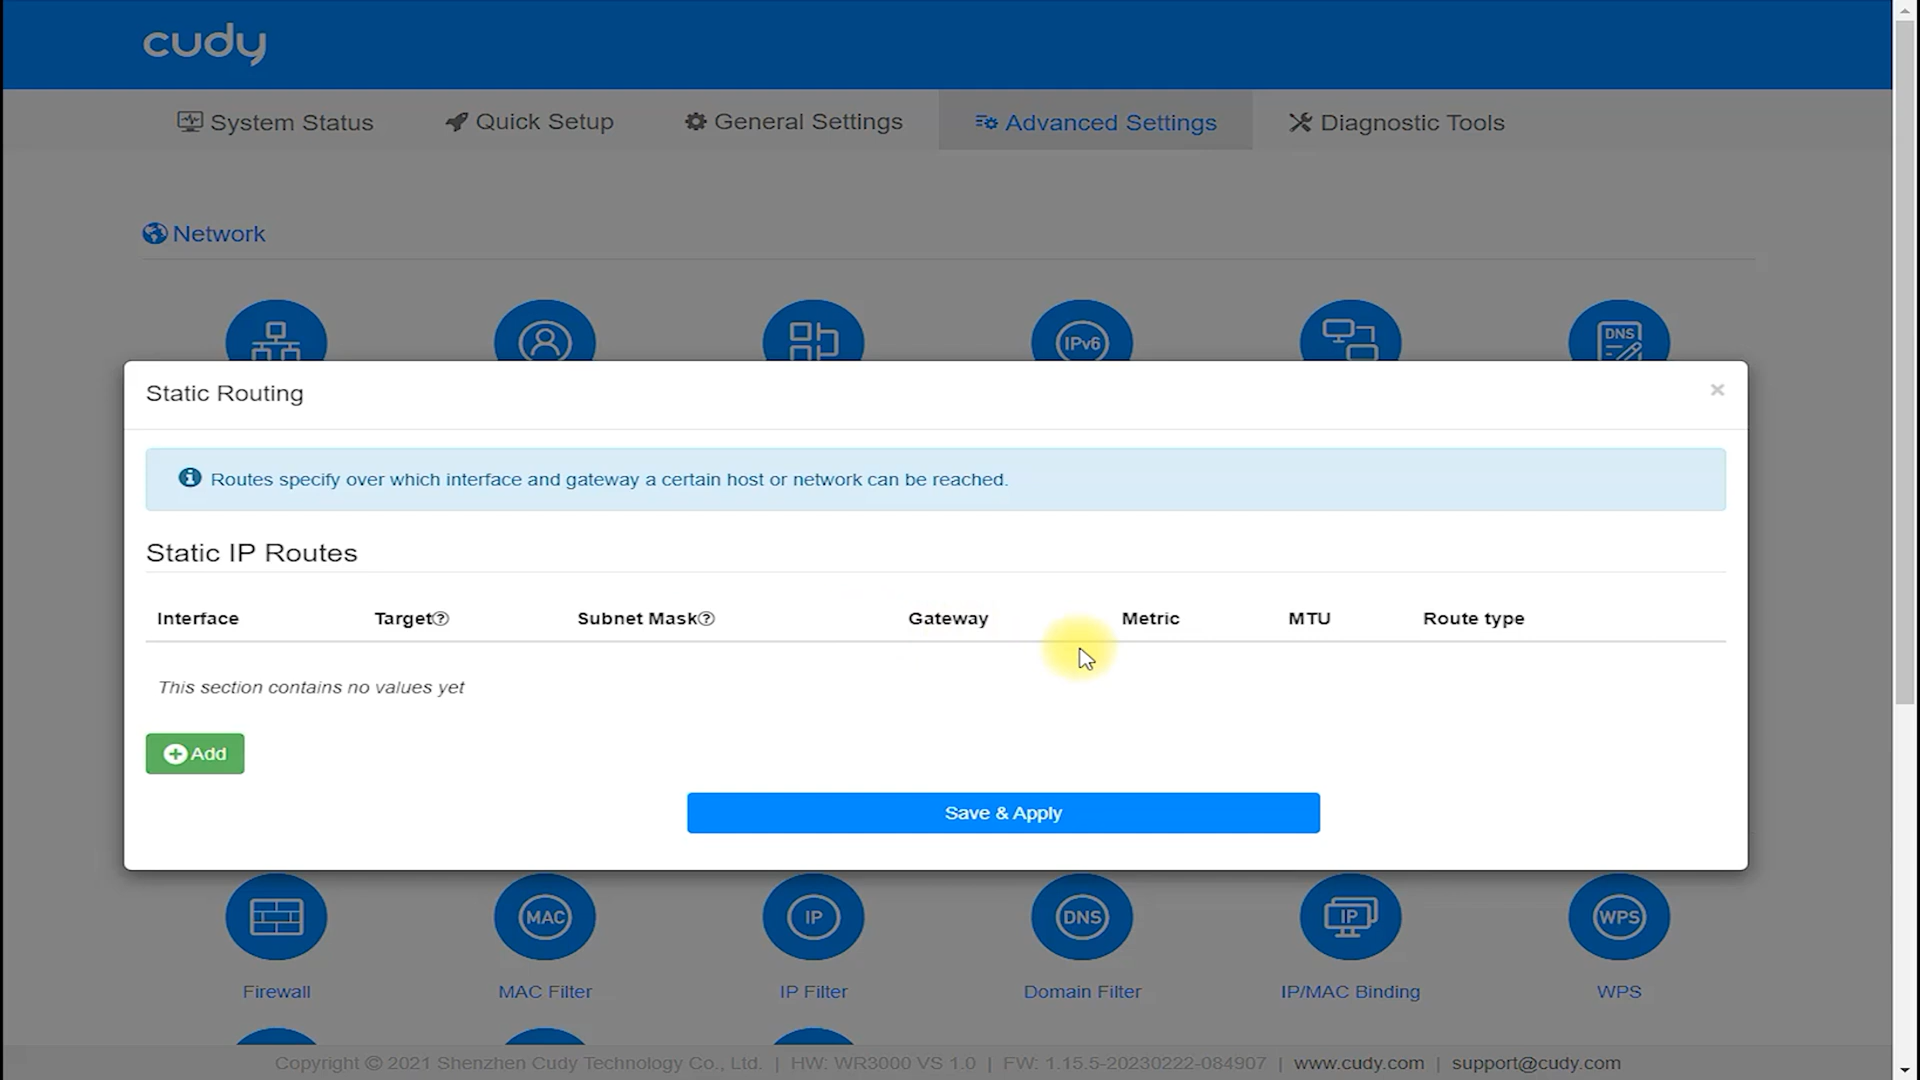 cudy
System Status Quick Setup General Settings Advanced Settings Diagnostic Tools
Network
IPv6 DNS
Static Routing ×
Routes specify over which interface and gateway a certain host or network can be reached.
Static IP Routes
Interface Target? Subnet Mask? Gateway Metric MTU Route type
This section contains no values yet
Add
Save & Apply
MAC IP DNS IP WPS
Firewall MAC Filter IP Filter Domain Filter IP/MAC Binding WPS
Copyright © 2021 Shenzhen Cudy Technology Co., Ltd. | HW: WR3000 VS 1.0 | FW: 1.15.5-20230222-084907 | www.cudy.com | support@cudy.com